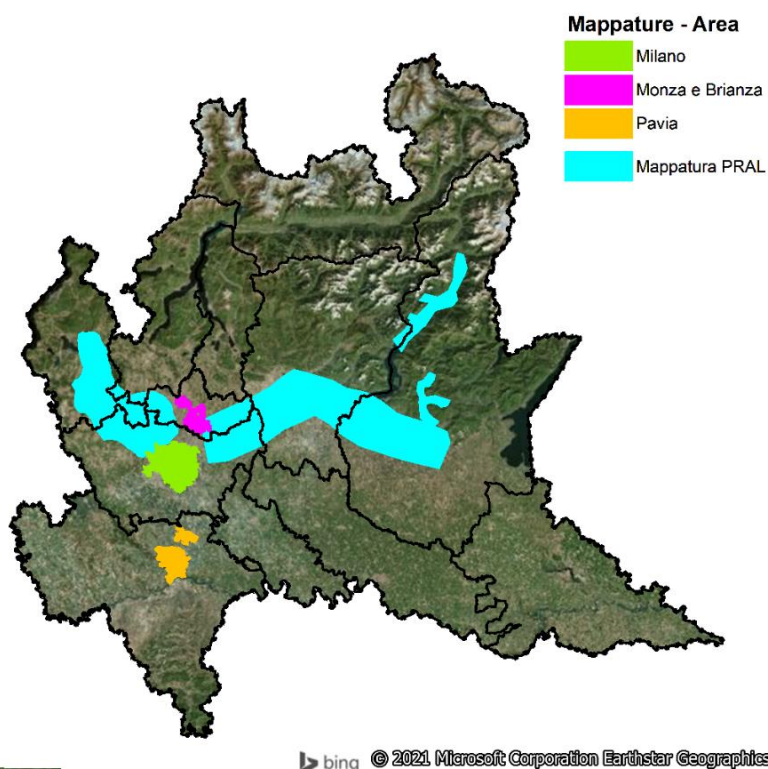 Mappature - Area
Milano
Monza e Brianza
Pavia
Mappatura PRAL
bing © 2021 Microsoft Corporation Earthstar Geographics